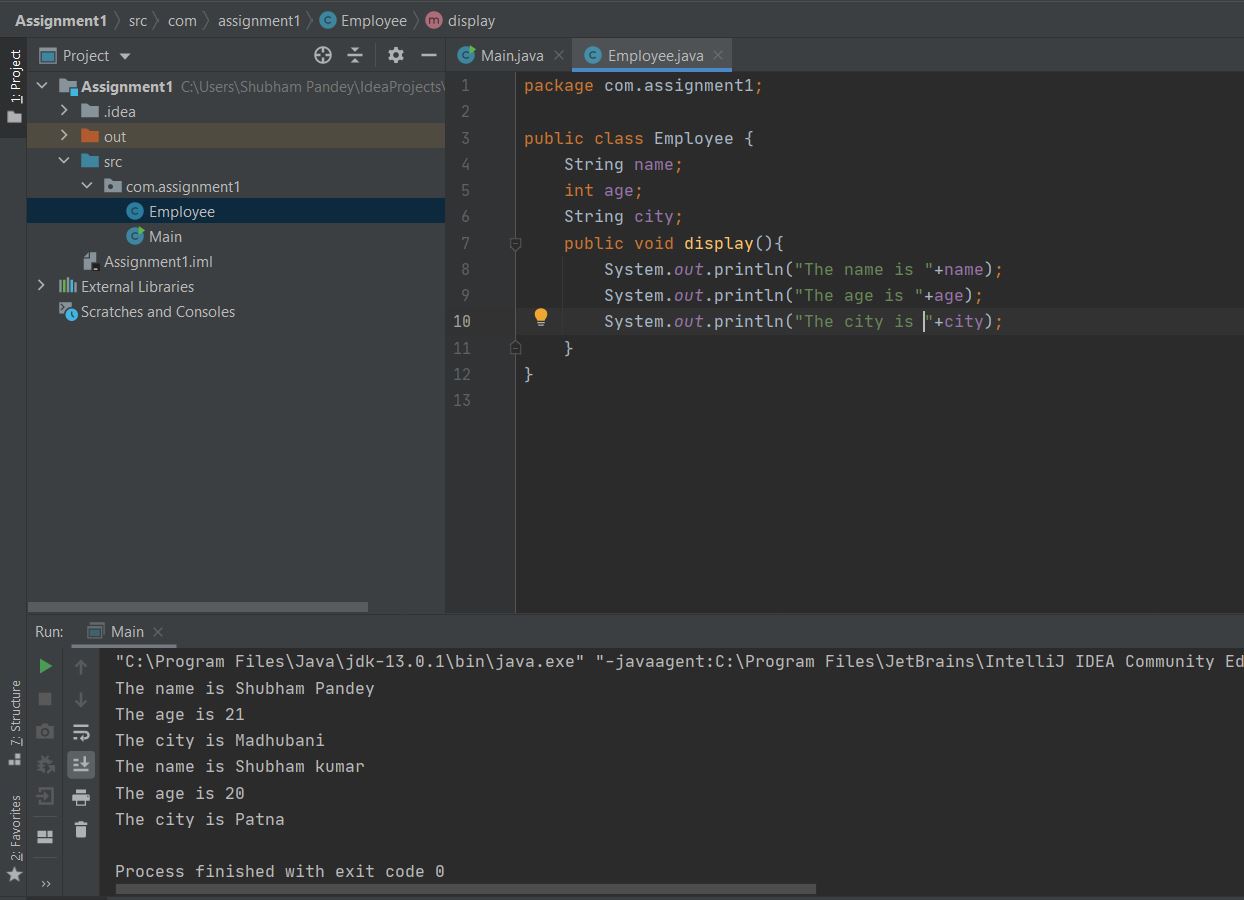 Assignment1 src com assignment1 Employee display
Project
Main.java Employee.java
1: Project
Assignment1 C:\Users\Shubham Pandey\IdeaProjects\
.idea
out
src
com.assignment1
Employee
Main
Assignment1.iml
External Libraries
Scratches and Consoles
1 package com.assignment1;
2
3 public class Employee {
4 String name;
5 int age;
6 String city;
7 public void display(){
8 System.out.println("The name is "+name);
9 System.out.println("The age is "+age);
10 System.out.println("The city is "+city);
11 }
12 }
13
Run: Main
"C:\Program Files\Java\jdk-13.0.1\bin\java.exe" "-javaagent:C:\Program Files\JetBrains\IntelliJ IDEA Community Ed
The name is Shubham Pandey
The age is 21
The city is Madhubani
The name is Shubham kumar
The age is 20
The city is Patna
Process finished with exit code 0
7: Structure
2: Favorites